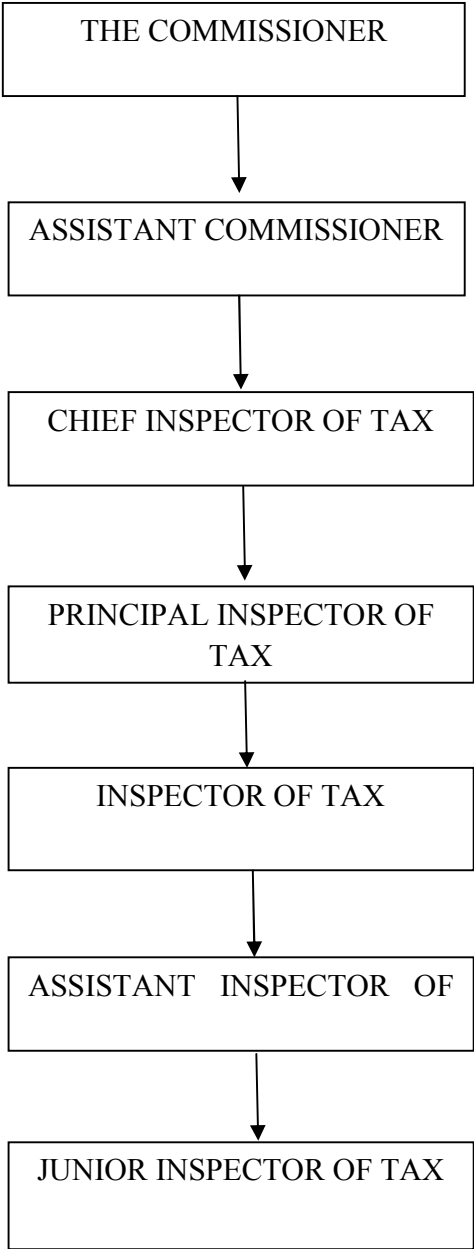 THE COMMISSIONER
ASSISTANT COMMISSIONER
CHIEF INSPECTOR OF TAX
PRINCIPAL INSPECTOR OF
TAX
INSPECTOR OF TAX
ASSISTANT INSPECTOR OF
JUNIOR INSPECTOR OF TAX